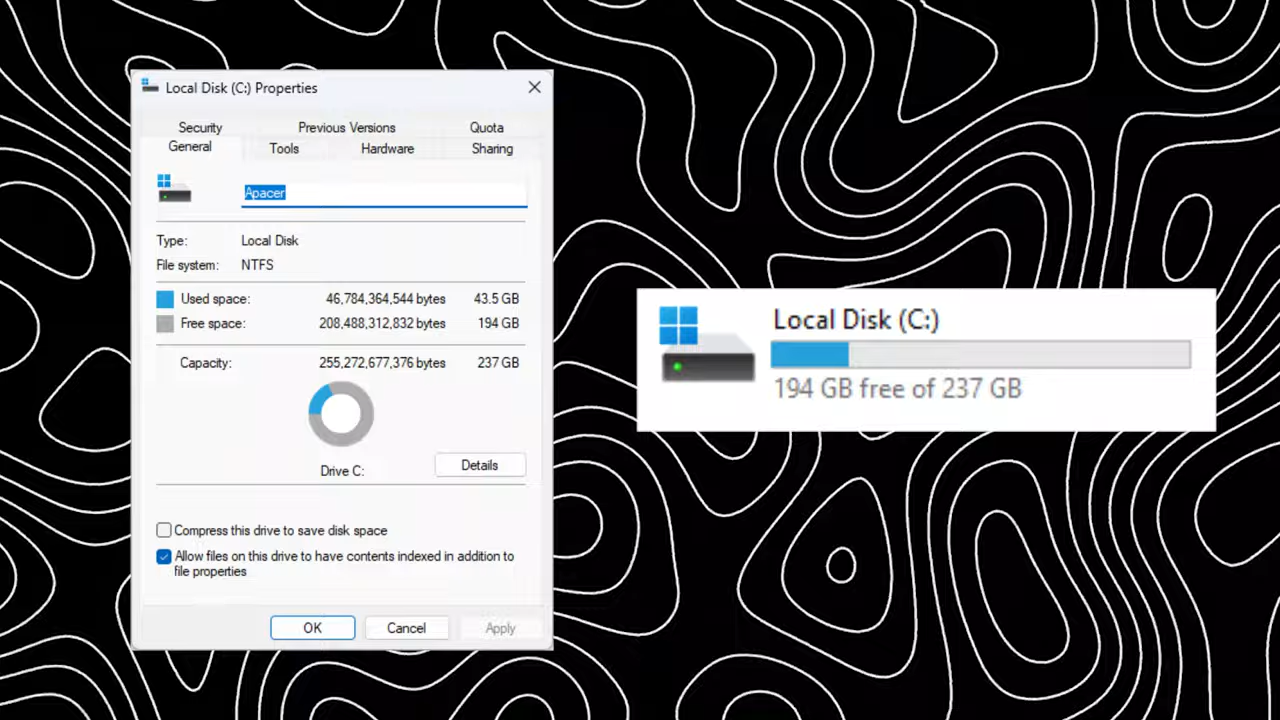 Local Disk (C:) Properties
Security Previous Versions Quota
General Tools Hardware Sharing
Apacer
Type: Local Disk
File system: NTFS
Used space: 46,784,364,544 bytes 43.5 GB
Free space: 208,488,312,832 bytes 194 GB
Capacity: 255,272,677,376 bytes 237 GB
Drive C:
Details
Compress this drive to save disk space
Allow files on this drive to have contents indexed in addition to
file properties
OK Cancel Apply
Local Disk (C:)
194 GB free of 237 GB